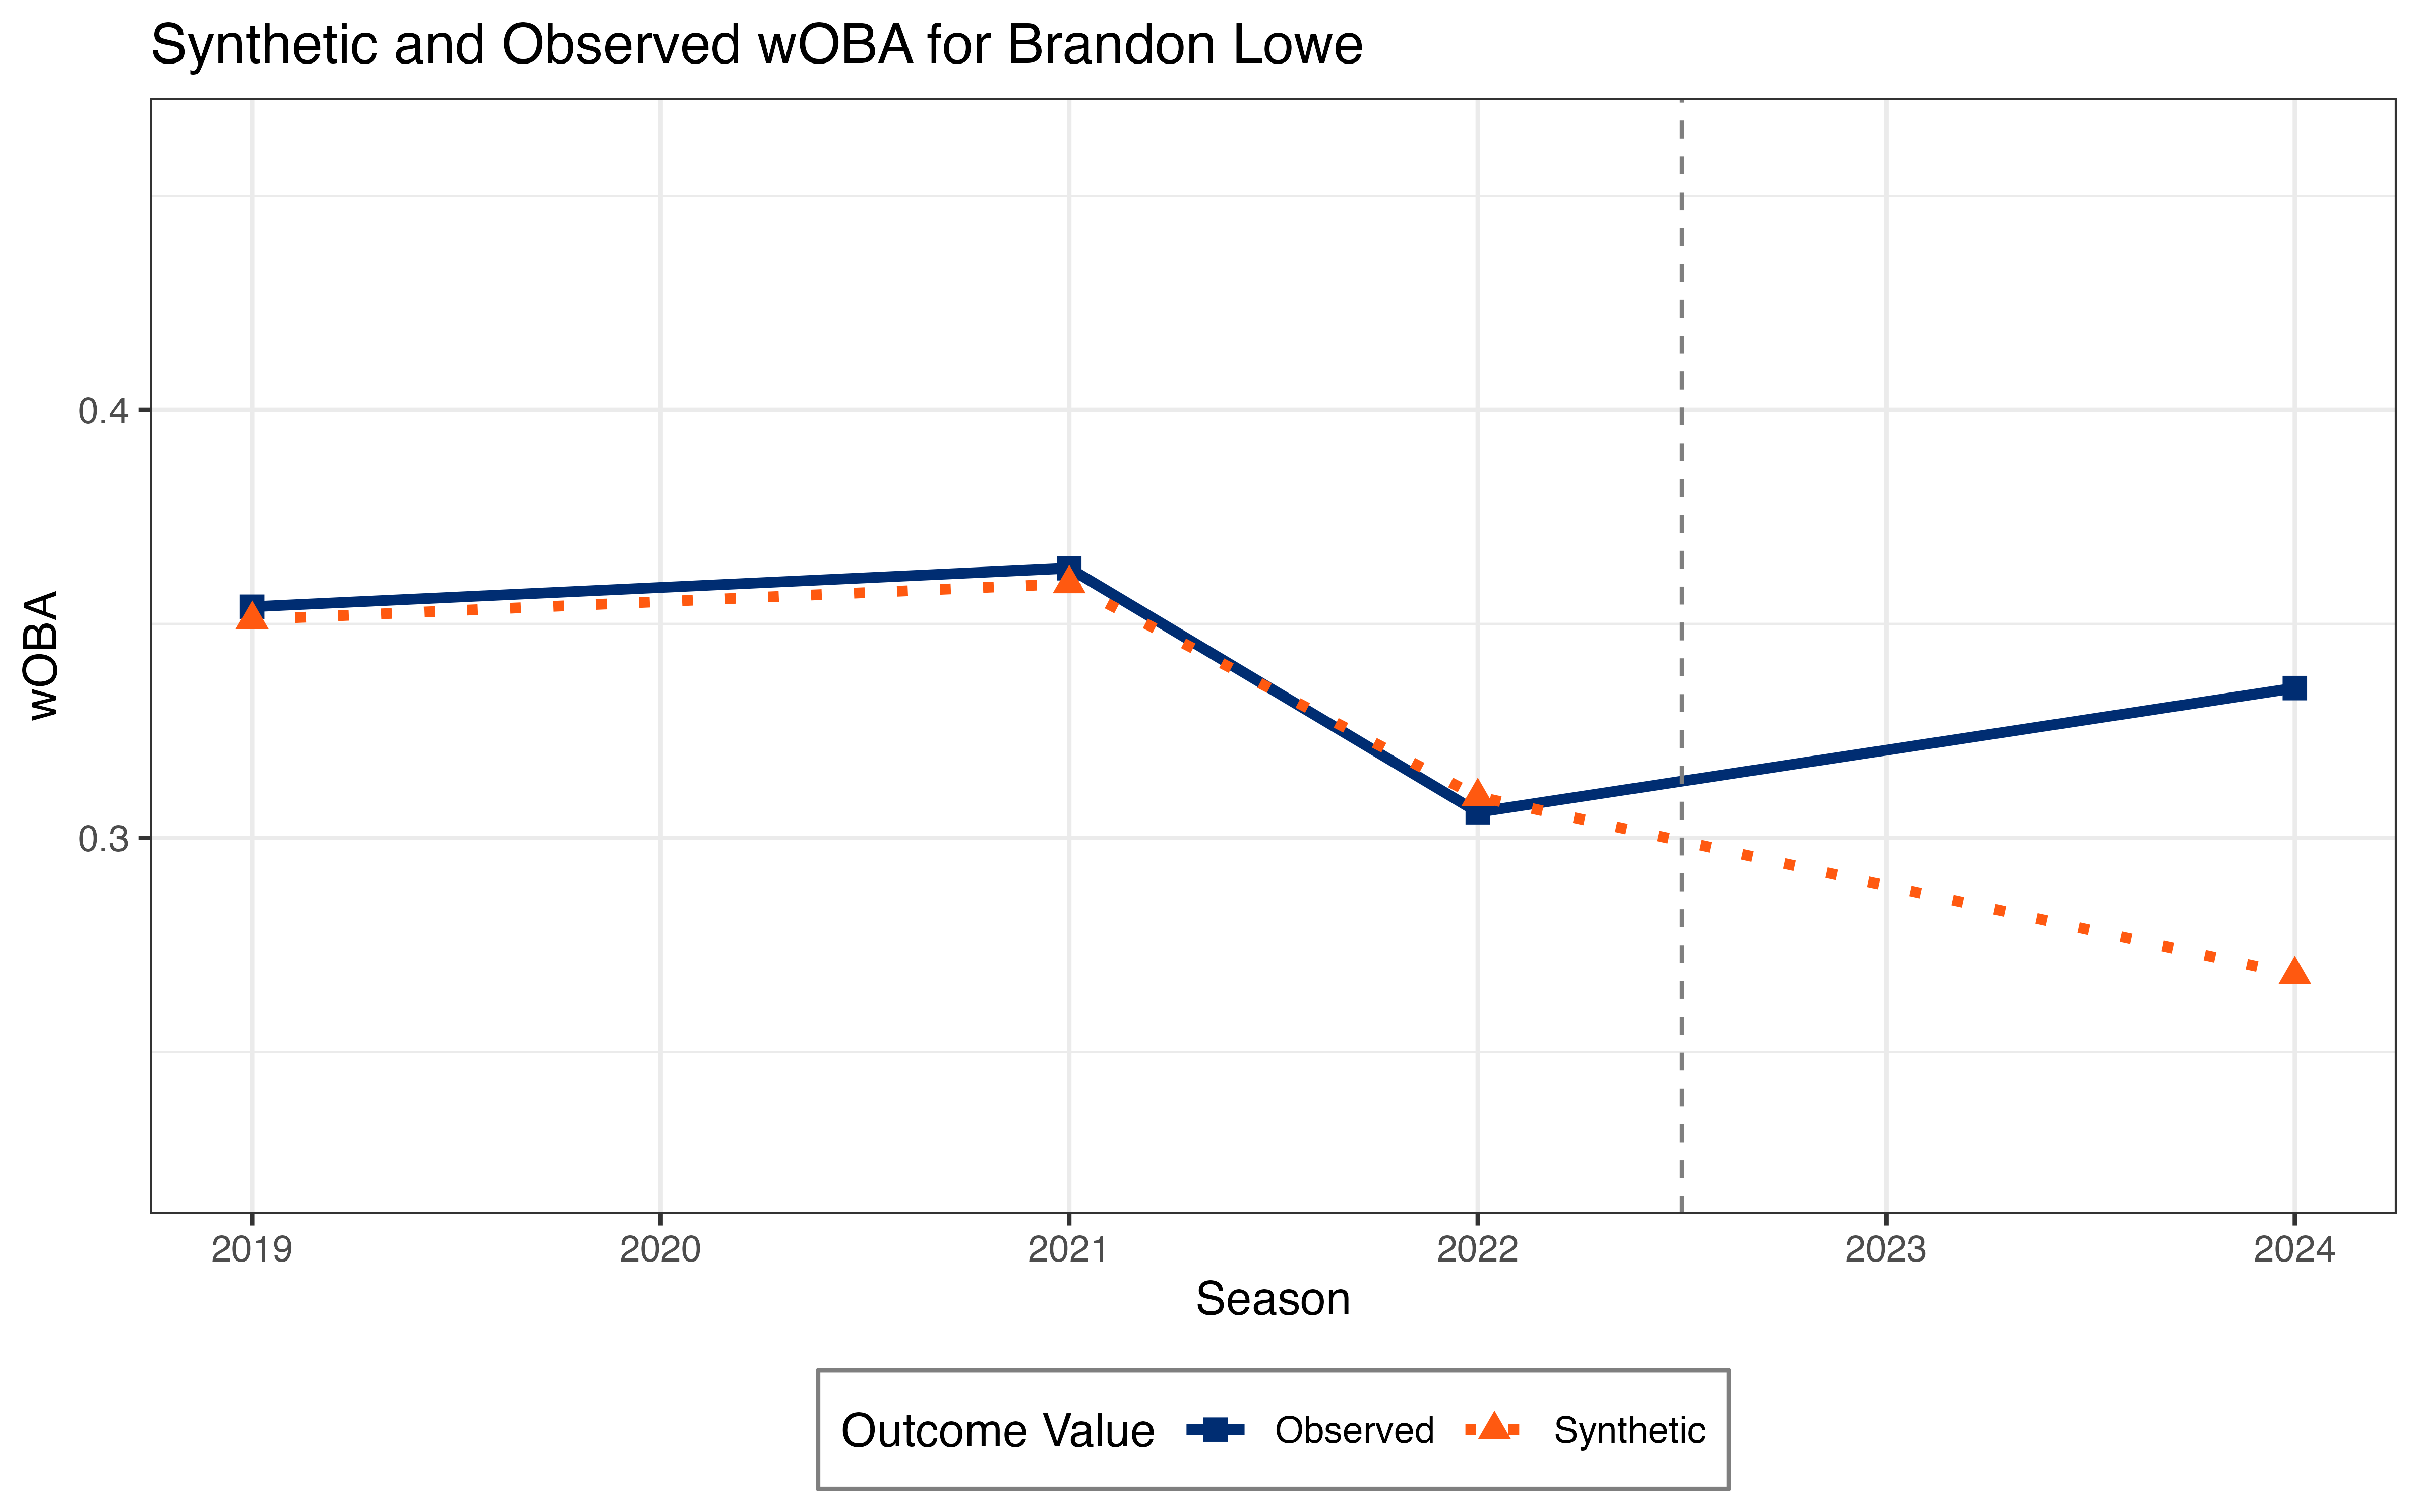 Synthetic and Observed wOBA for Brandon Lowe
wOBA
0.4
0.3
2019 2020 2021 2022 2023 2024
Season
Outcome Value Observed Synthetic